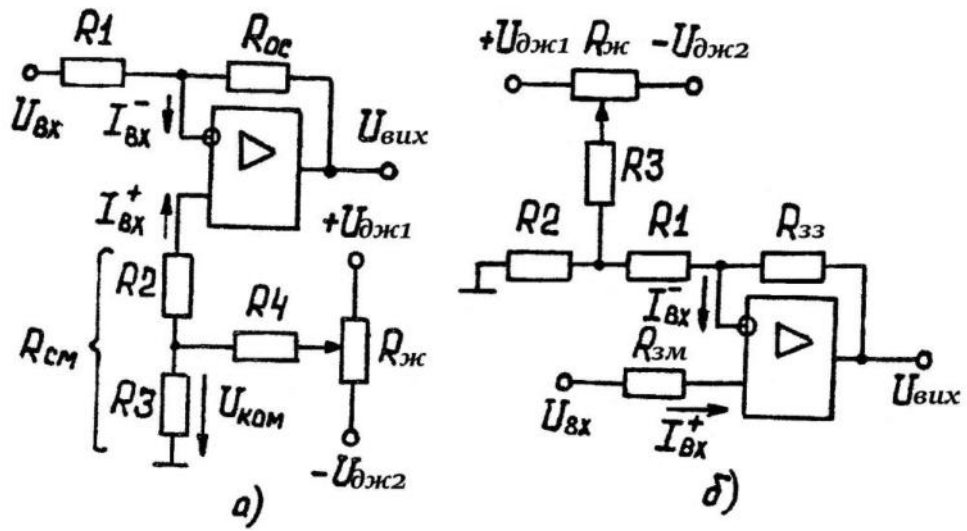 R1
Rос
Uвх
I⁻вх
Uвих
I⁺вх
+Uдж1
R2
R4
Rсм
Rж
R3
Uком
-Uдж2
а)
+Uдж1 Rж -Uдж2
R3
R2
R1
Rзз
I⁻вх
Rзм
Uвх
I⁺вх
Uвих
б)